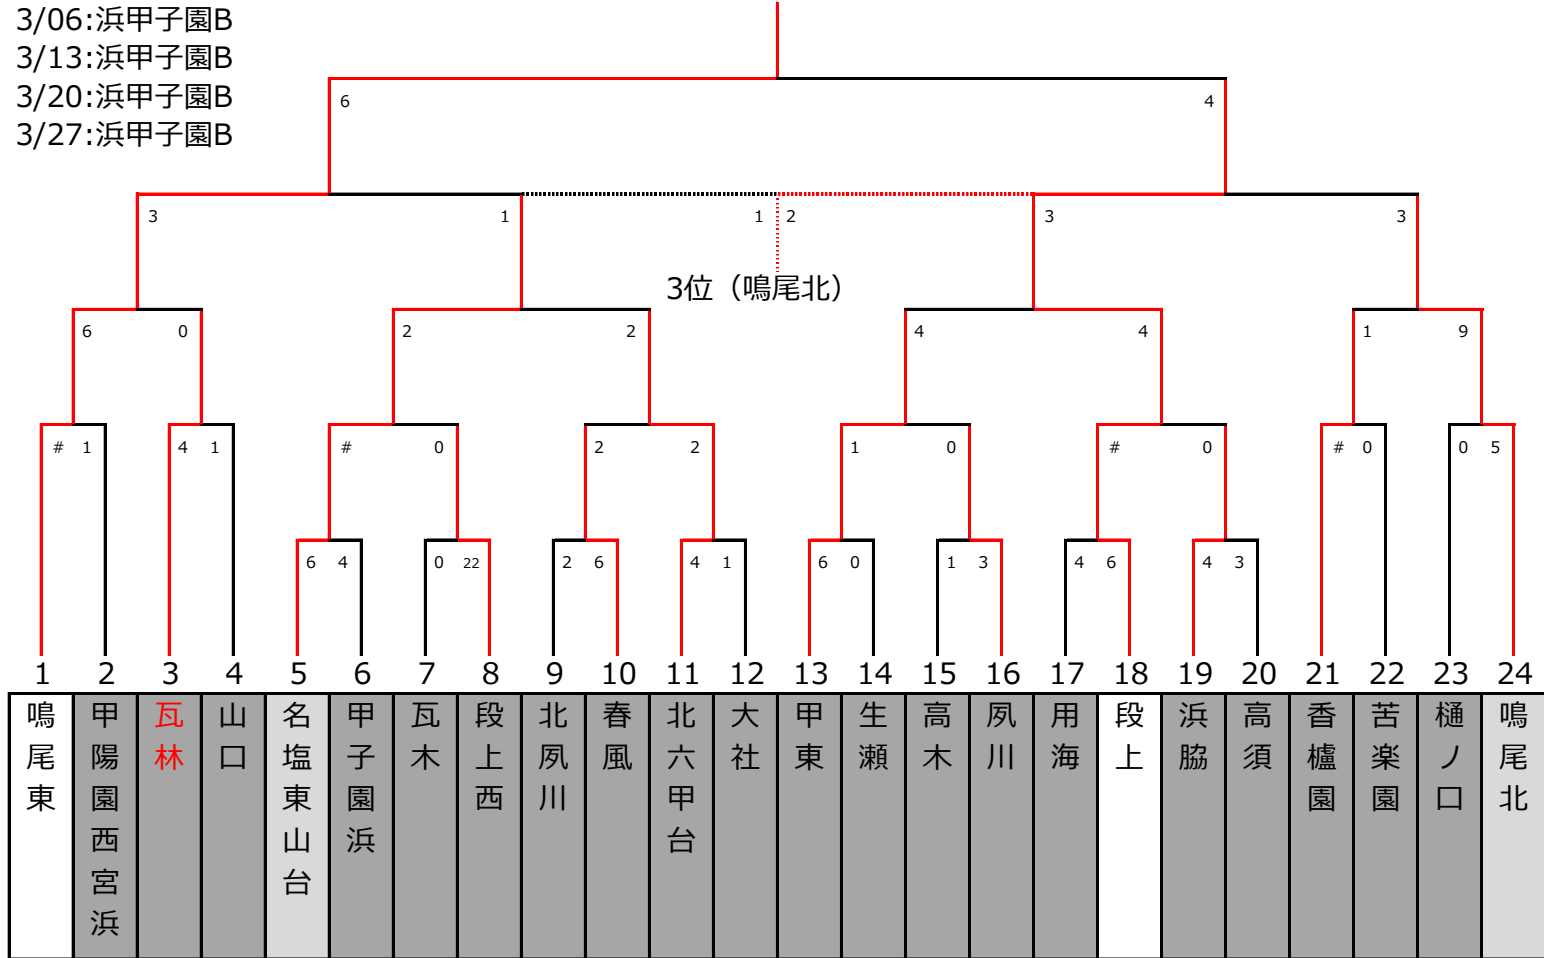 3/06:浜甲子園B
3/13:浜甲子園B
3/20:浜甲子園B
3/27:浜甲子園B
6 4
3 1 1 2 3 3
3位（鳴尾北）
6 0 2 2 4 4 1 9
# 1 4 1 # 0 2 2 1 0 # 0 # 0 0 5
6 4 0 22 2 6 4 1 6 0 1 3 4 6 4 3
1 2 3 4 5 6 7 8 9 10 11 12 13 14 15 16 17 18 19 20 21 22 23 24
鳴尾東
甲陽園西宮浜
瓦林
山口
名塩東山台
甲子園浜
瓦木
段上西
北夙川
春風
北六甲台
大社
甲東
生瀬
高木
夙川
用海
段上
浜脇
高須
香櫨園
苦楽園
樋ノ口
鳴尾北